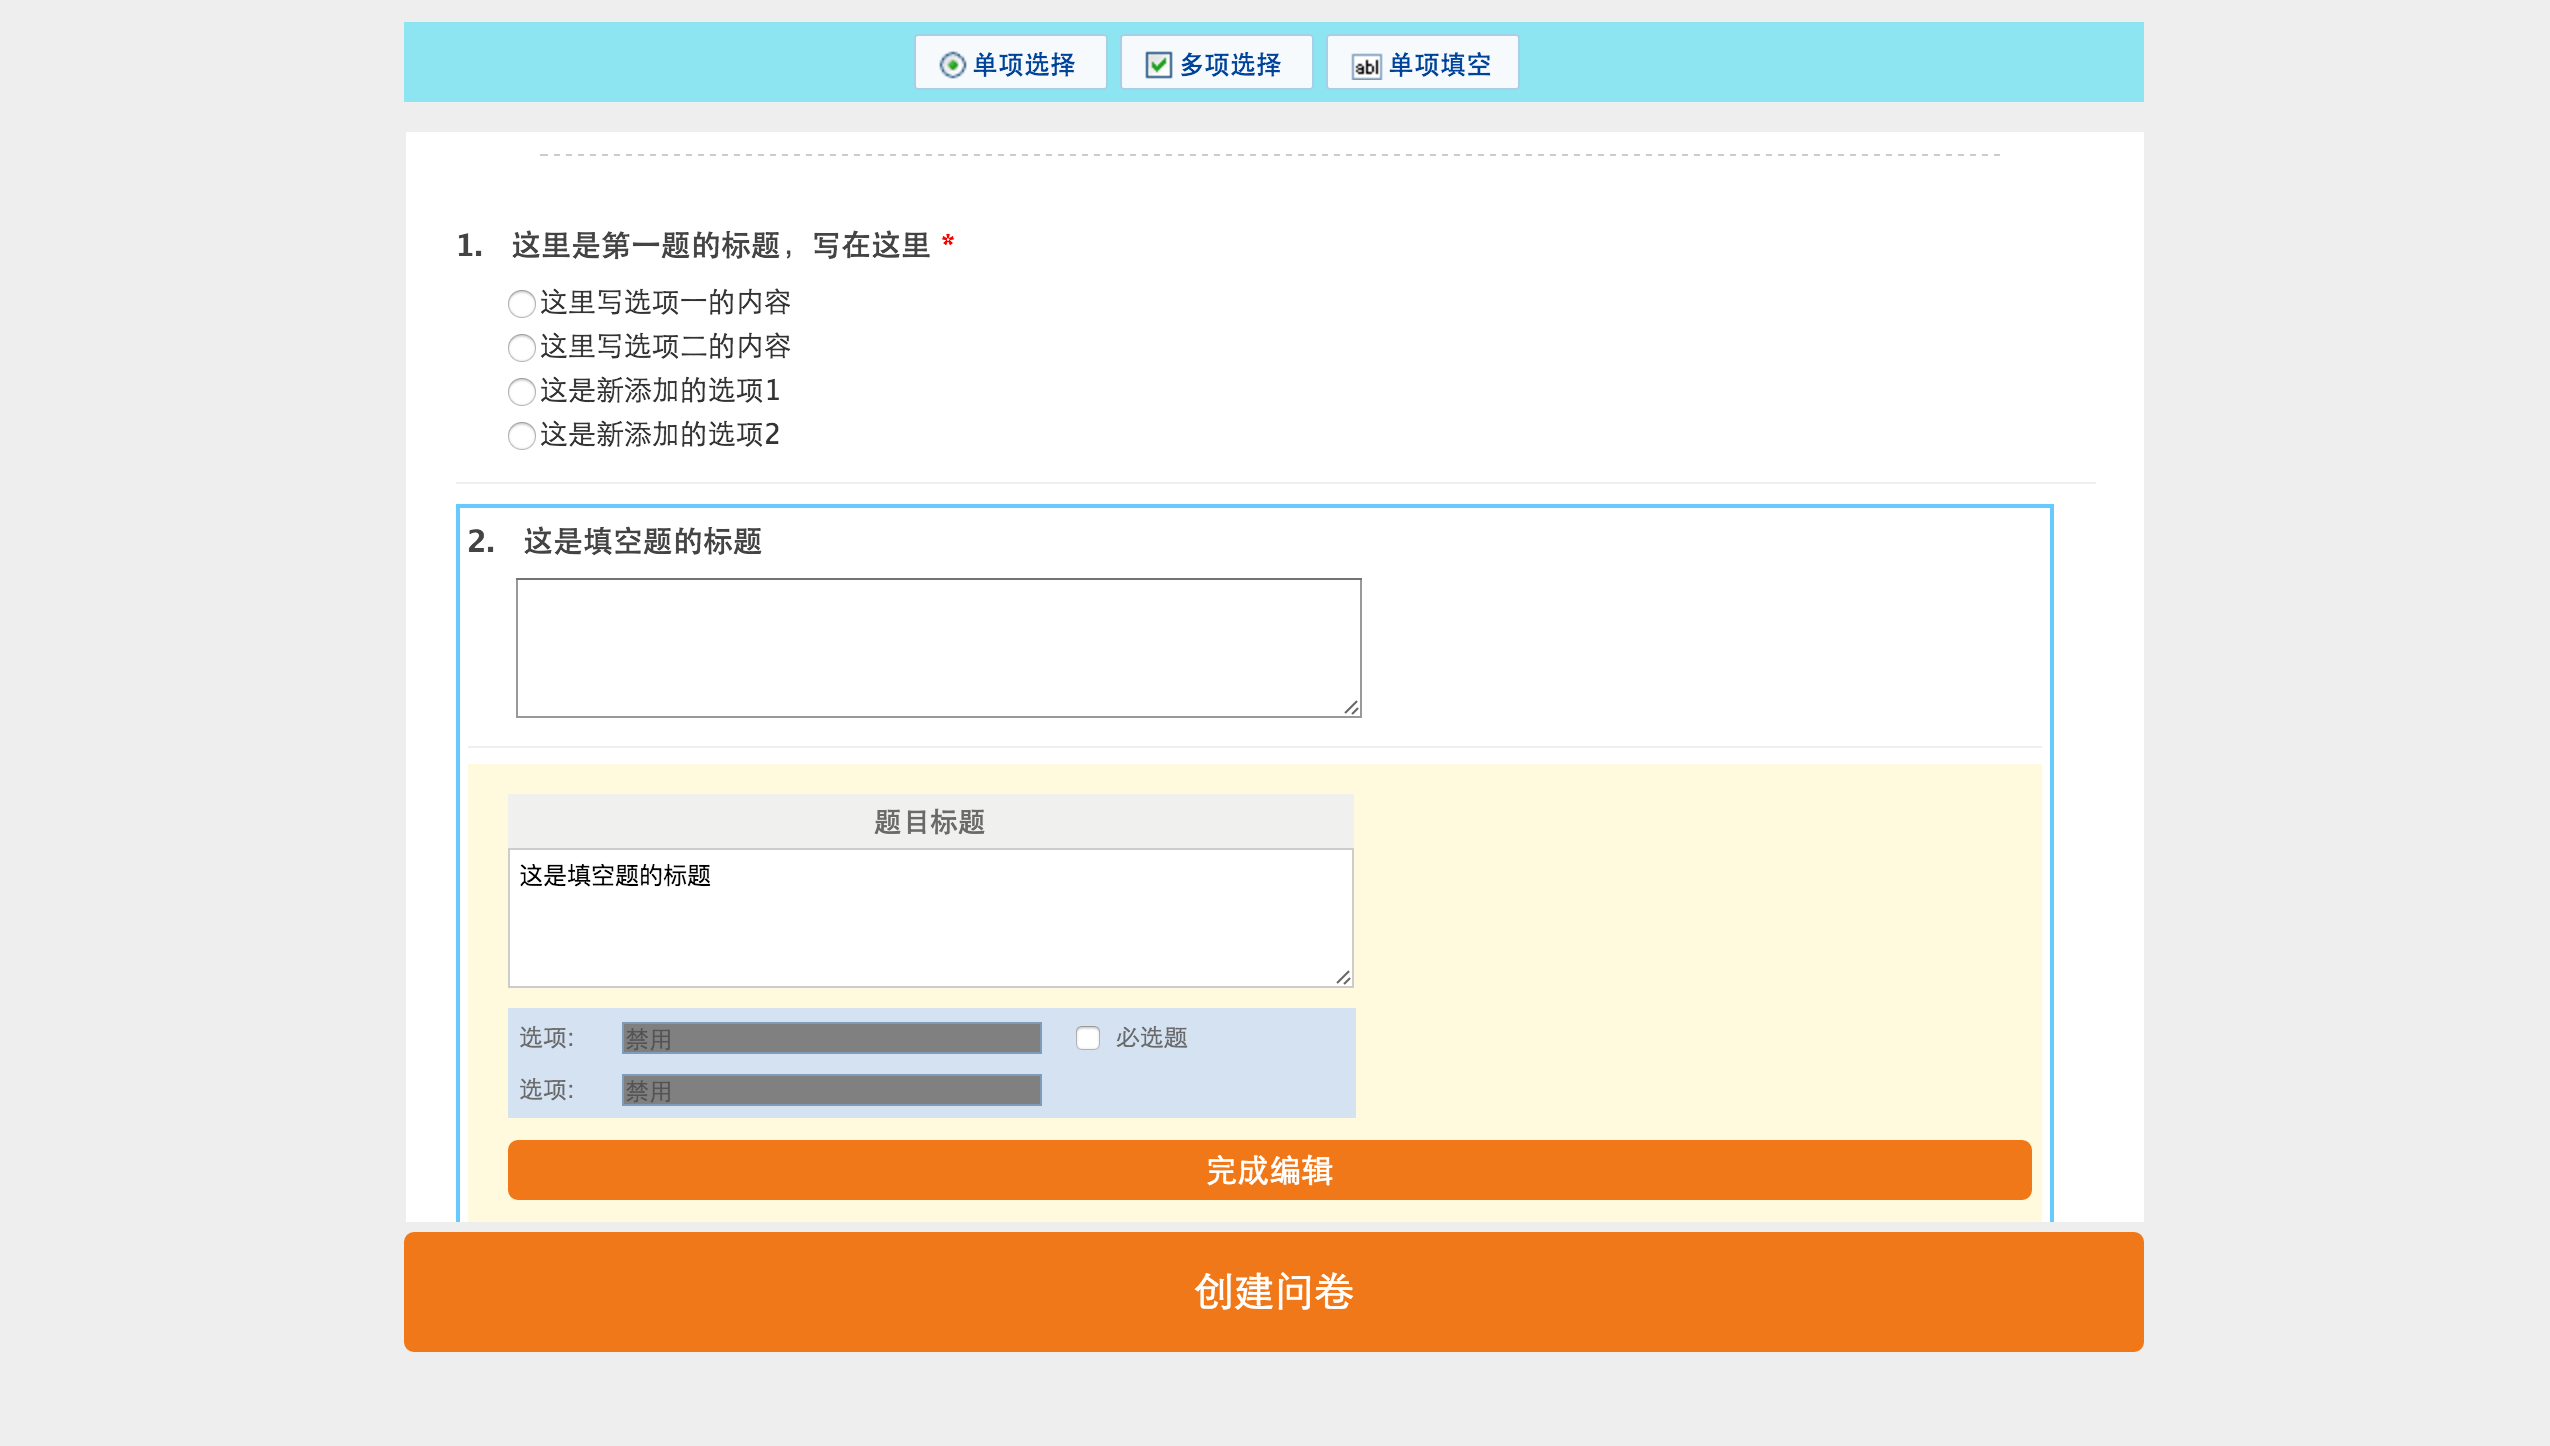 单项选择 多项选择 abl 单项填空
1. 这里是第一题的标题，写在这里 *
这里写选项一的内容
这里写选项二的内容
这是新添加的选项1
这是新添加的选项2
2. 这是填空题的标题
题目标题
这是填空题的标题
选项: 禁用 必选题
选项: 禁用
完成编辑
创建问卷